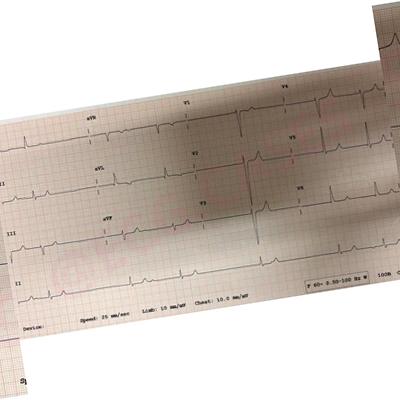 aVR V1 V4
II aVL V2 V5
III aVF V3 V6
II
Device: Speed: 25 mm/sec Limb: 10 mm/mV Chest: 10.0 mm/mV F 60~ 0.50-100 Hz W 100B